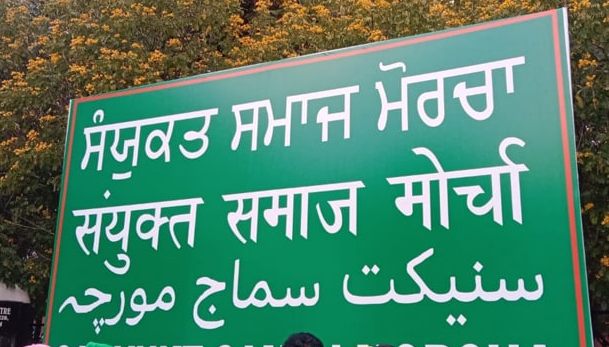 ਸੰਯੁਕਤ ਸਮਾਜ ਮੋਰਚਾ
संयुक्त समाज मोर्चा
سنیکت سماج مورچہ